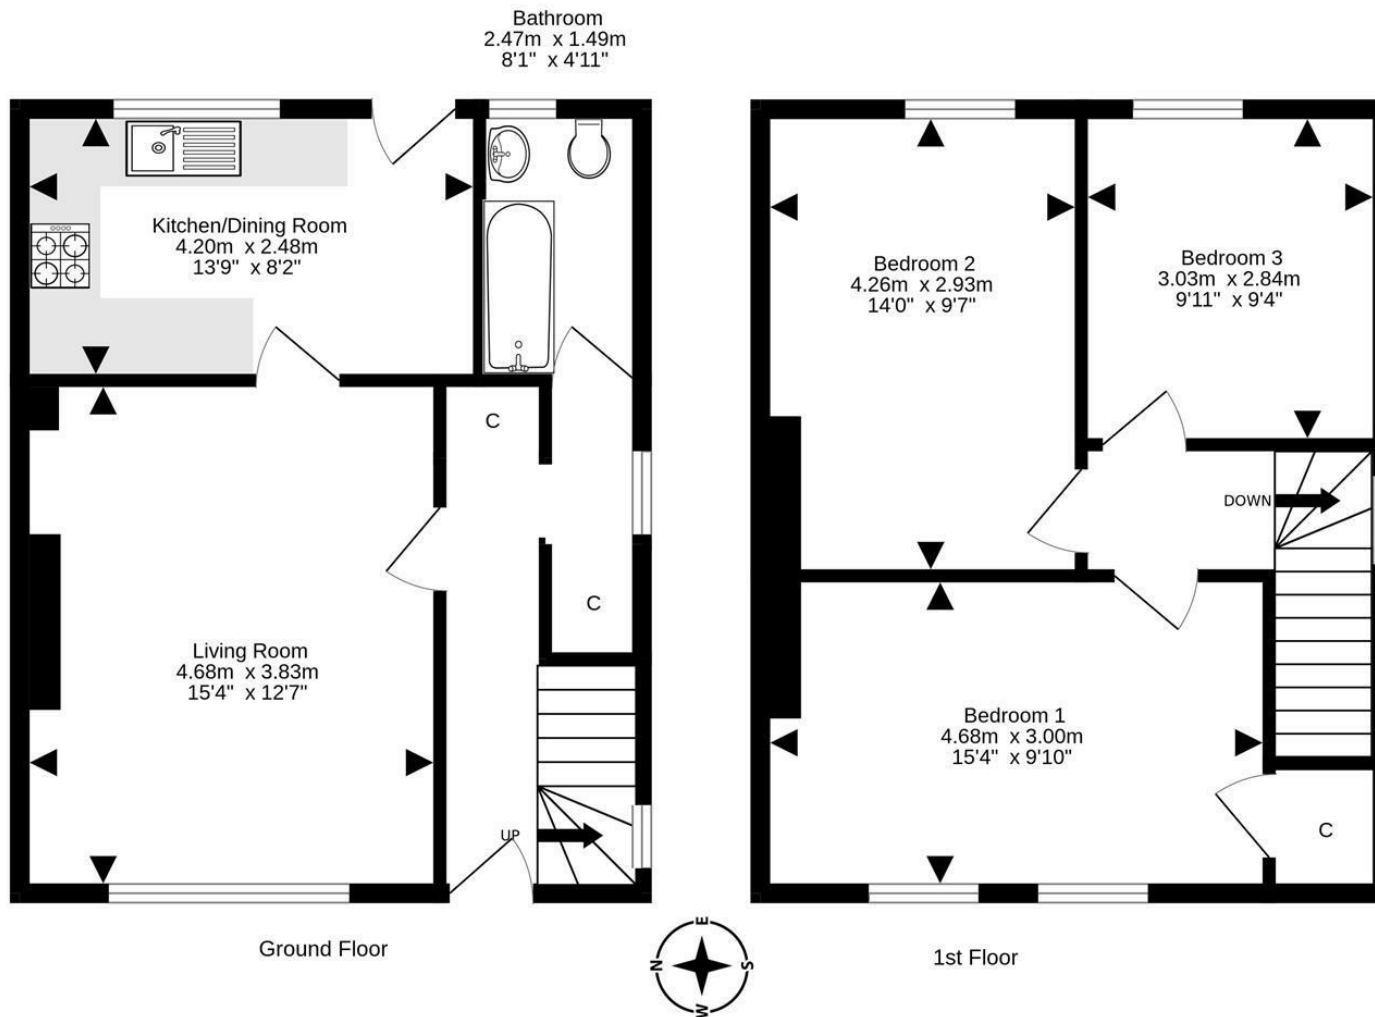 Bathroom
2.47m x 1.49m
8'1" x 4'11"
Kitchen/Dining Room
4.20m x 2.48m
13'9" x 8'2"
C
C
Living Room
4.68m x 3.83m
15'4" x 12'7"
UP
Ground Floor
Bedroom 2
4.26m x 2.93m
14'0" x 9'7"
Bedroom 3
3.03m x 2.84m
9'11" x 9'4"
DOWN
Bedroom 1
4.68m x 3.00m
15'4" x 9'10"
C
1st Floor
E
N
S
W